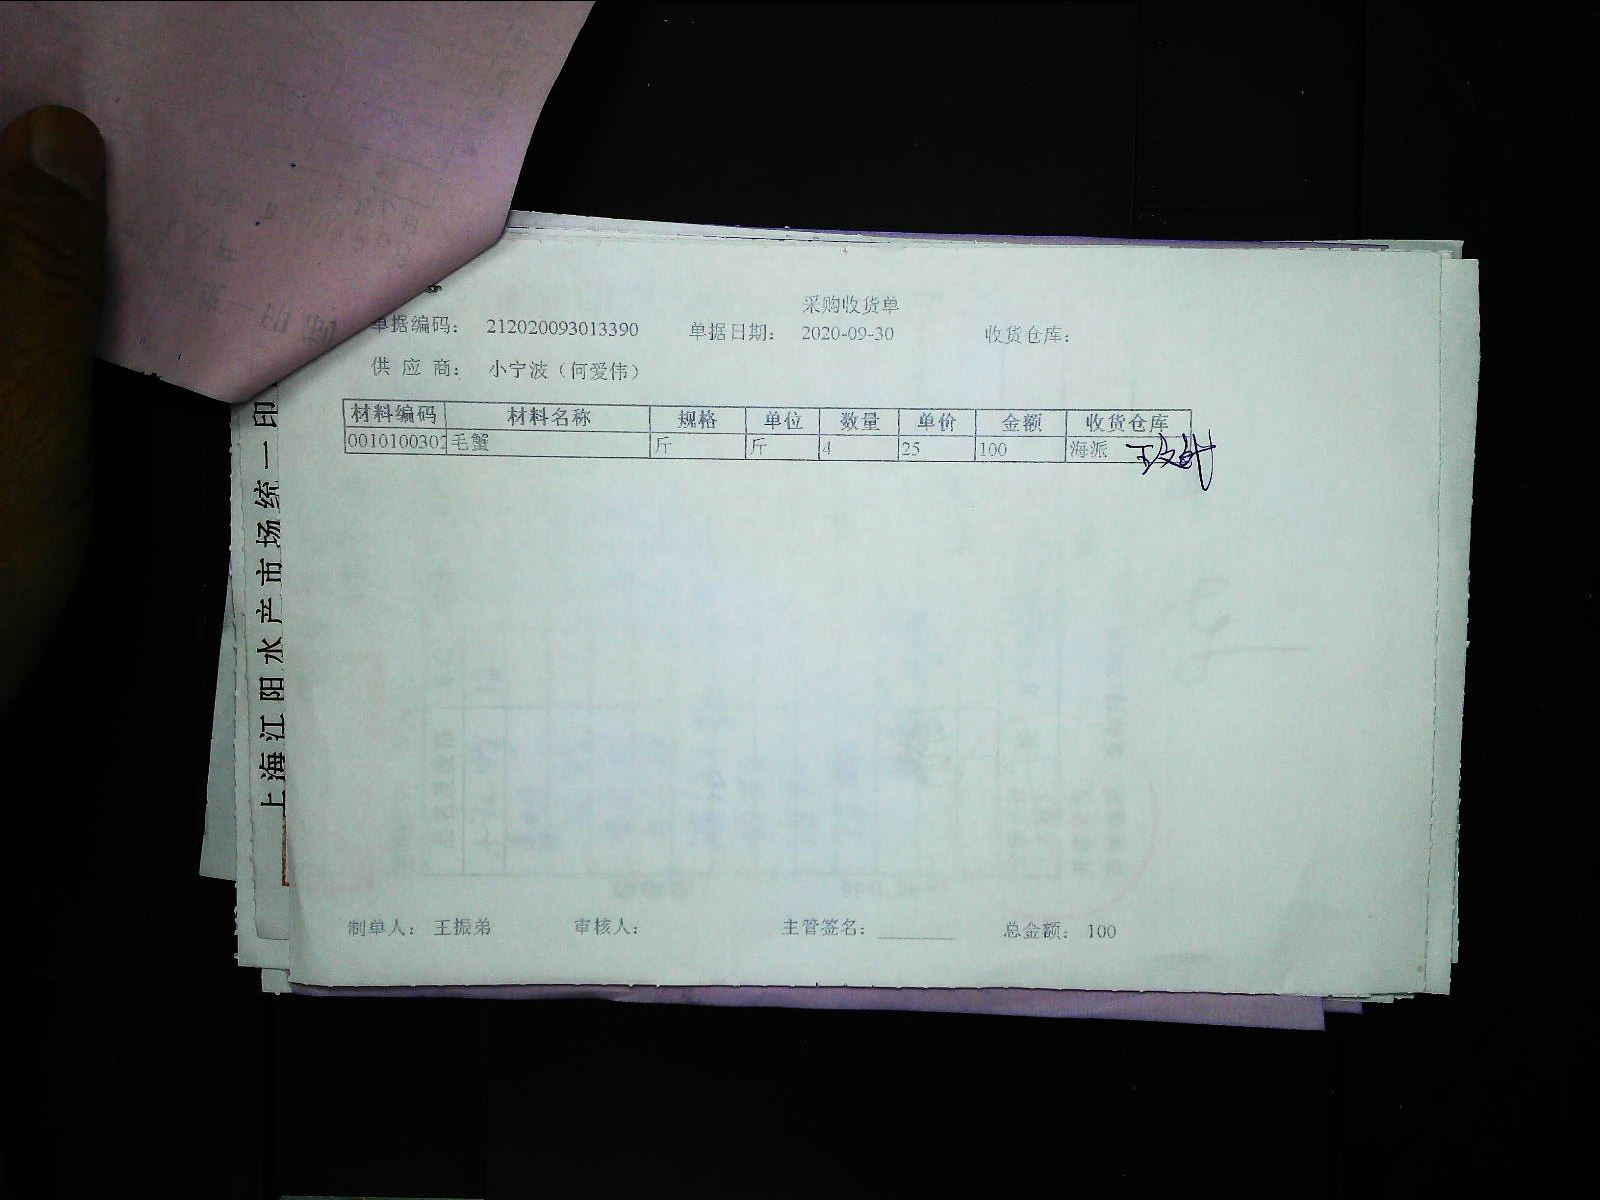 采购收货单
单据编码： 212020093013390 单据日期： 2020-09-30 收货仓库：
供 应 商： 小宁波（何爱伟）
材料编码 材料名称 规格 单位 数量 单价 金额 收货仓库
0010100302 毛蟹 斤 斤 4 25 100 海派
制单人： 王振弟 审核人： 主管签名： 总金额： 100
上海江阳水产市场统一印